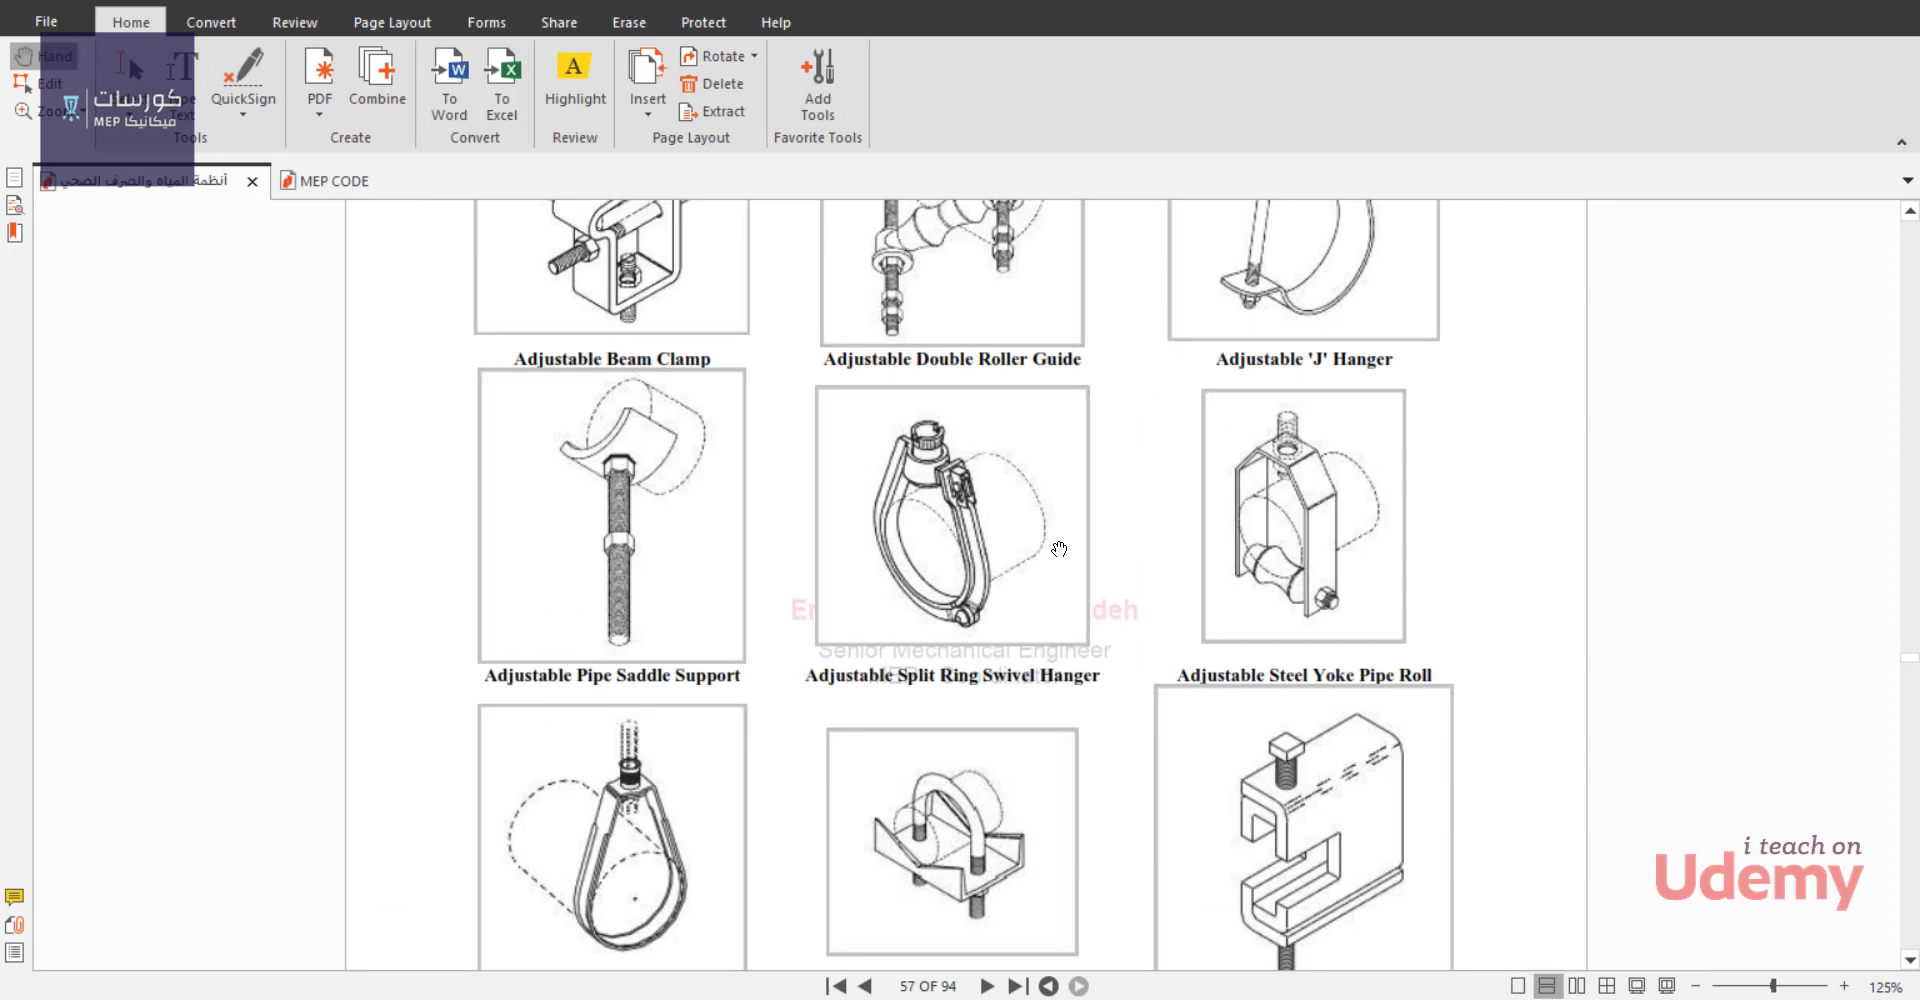 File Home Convert Review Page Layout Forms Share Erase Protect Help
Hand
Edit
QuickSign
Tools
PDF
Combine
Create
To Word
To Excel
Convert
A
Highlight
Review
Insert
Rotate
Delete
Extract
Page Layout
Add Tools
Favorite Tools
كورسات
MEP ميكانيكا
أنظمة المياه والصرف الصحي
MEP CODE
Adjustable Beam Clamp
Adjustable Double Roller Guide
Adjustable 'J' Hanger
deh
Senior Mechanical Engineer
Adjustable Pipe Saddle Support
Adjustable Split Ring Swivel Hanger
Adjustable Steel Yoke Pipe Roll
i teach on
Udemy
57 OF 94
125%